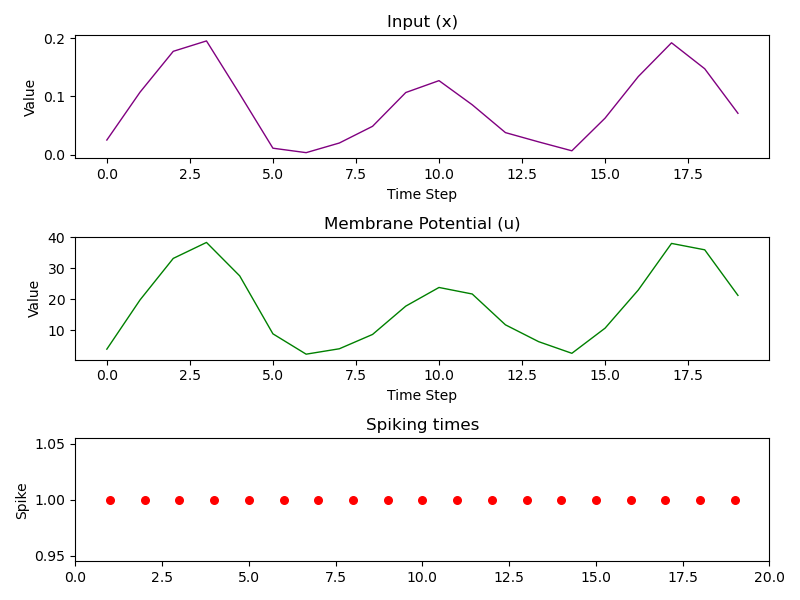 Input (x)
Value
0.2
0.1
0.0
0.0 2.5 5.0 7.5 10.0 12.5 15.0 17.5
Time Step
Membrane Potential (u)
Value
40
30
20
10
0.0 2.5 5.0 7.5 10.0 12.5 15.0 17.5
Time Step
Spiking times
Spike
1.05
1.00
0.95
0.0 2.5 5.0 7.5 10.0 12.5 15.0 17.5 20.0